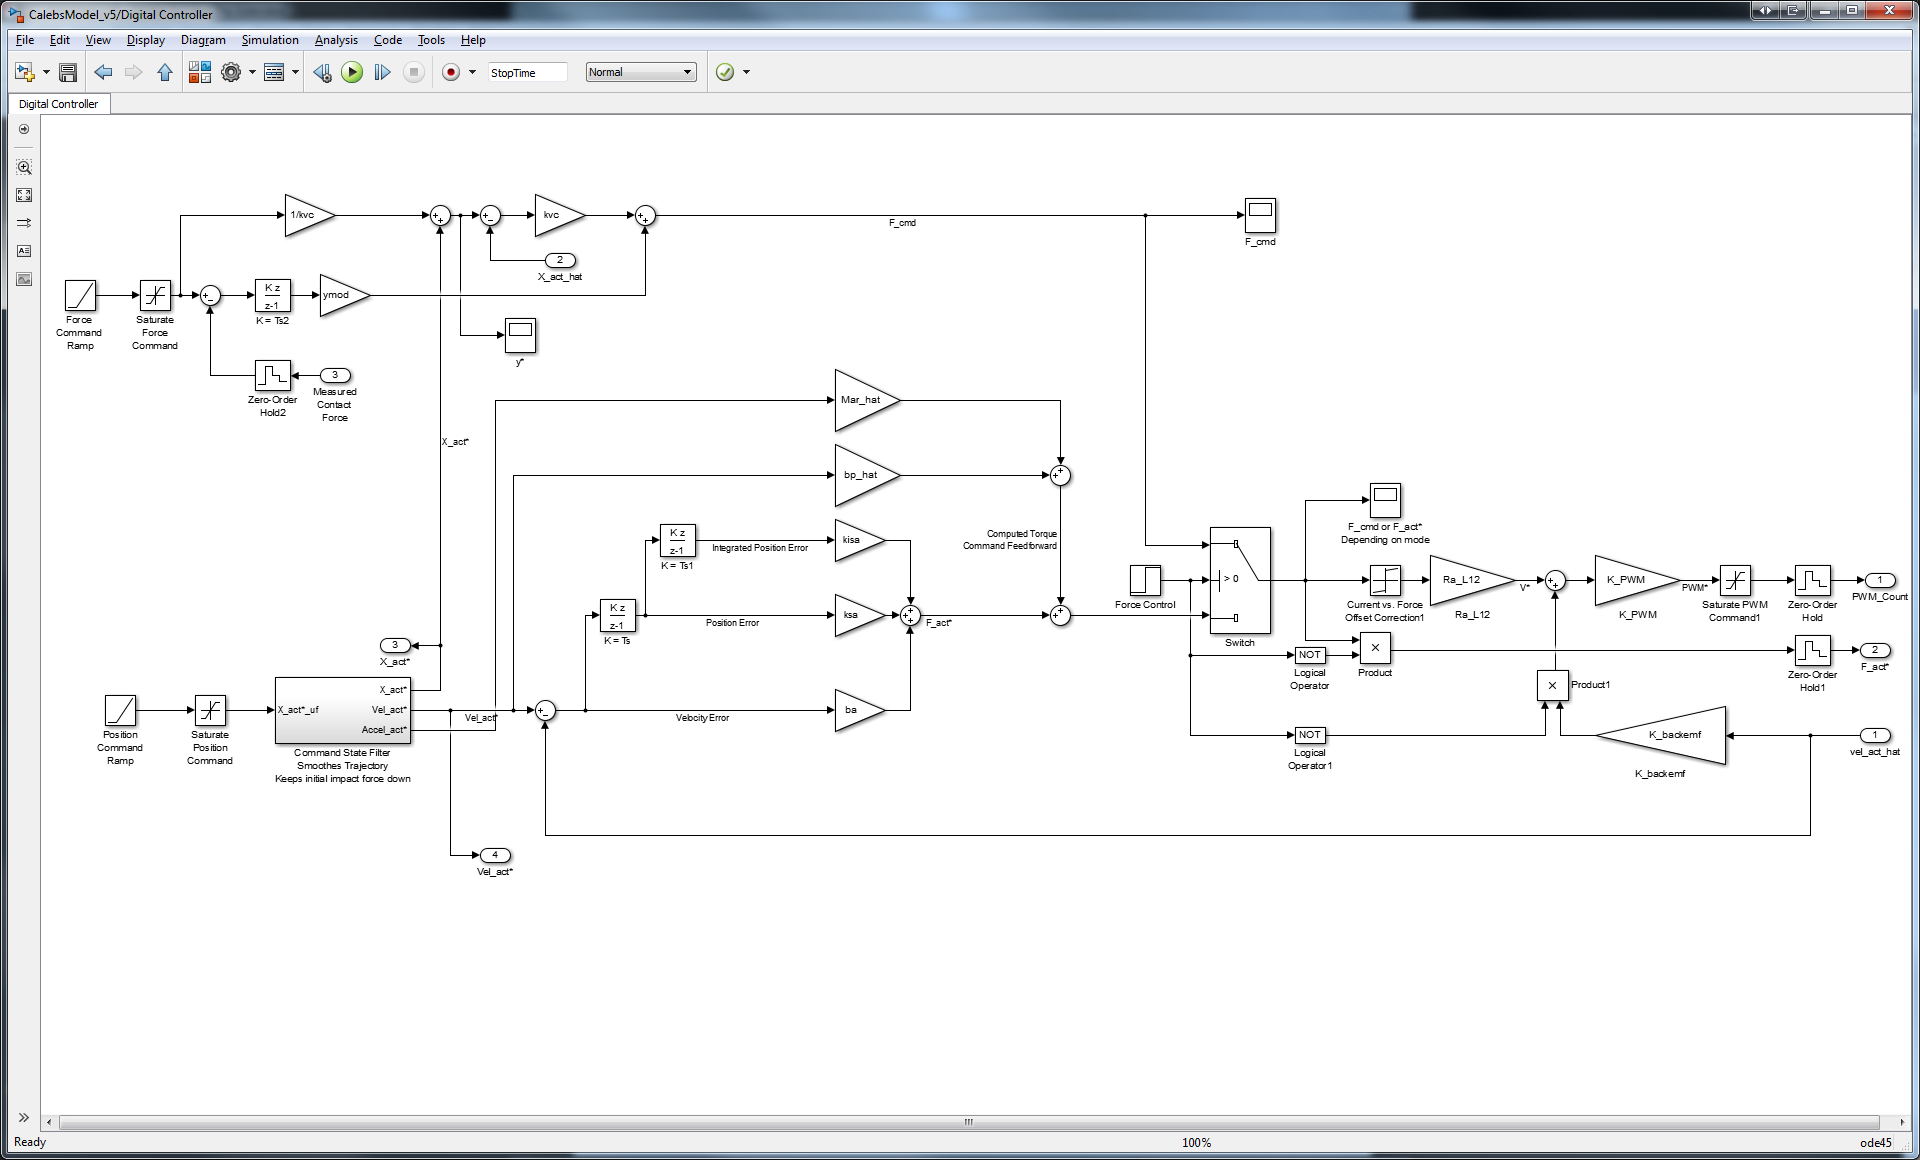 CalebsModel_v5/Digital Controller
File Edit View Display Diagram Simulation Analysis Code Tools Help
StopTime
Normal
Digital Controller
1/kvc
kvc
F_cmd
F_cmd
2
X_act_hat
Force
Command
Ramp
Saturate
Force
Command
K z
z-1
K = Ts2
ymod
y*
Zero-Order
Hold2
3
Measured
Contact
Force
X_act*
Mar_hat
bp_hat
K z
z-1
K = Ts1
Integrated Position Error
kisa
Computed Torque
Command Feedforward
K z
z-1
K = Ts
Position Error
ksa
F_act*
Force Control
> 0
Switch
F_cmd or F_act*
Depending on mode
Current vs. Force
Offset Correction1
Ra_L12
Ra_L12
V*
K_PWM
K_PWM
PWM*
Saturate PWM
Command1
Zero-Order
Hold
1
PWM_Count
3
X_act*
NOT
Logical
Operator
×
Product
Zero-Order
Hold1
2
F_act*
×
Product1
Position
Command
Ramp
Saturate
Position
Command
X_act*_uf
X_act*
Vel_act*
Accel_act*
Command State Filter
Smoothes Trajectory
Keeps initial impact force down
Vel_act*
Velocity Error
ba
NOT
Logical
Operator1
K_backemf
K_backemf
1
vel_act_hat
4
Vel_act*
Ready
100%
ode45